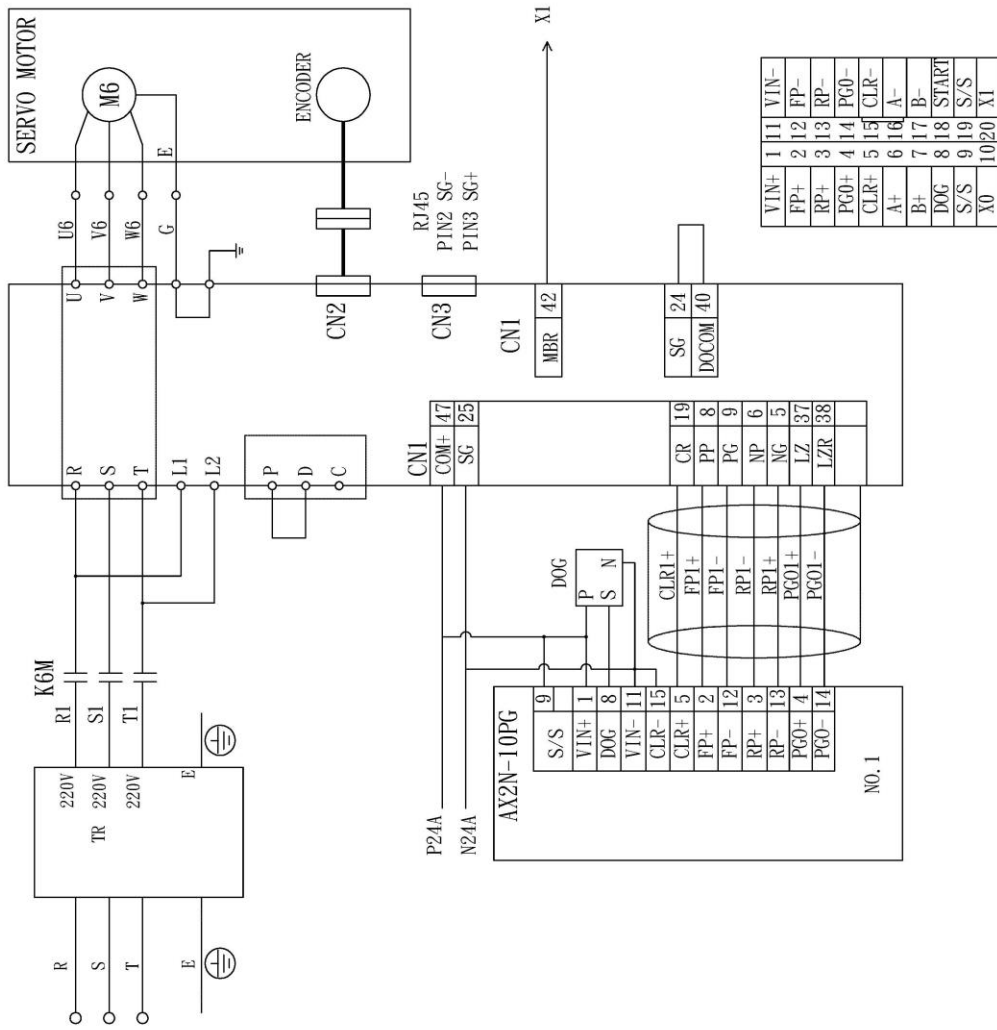 SERVO MOTOR
M6
ENCODER
E
U6
V6
W6
G
U
V
W
R
S
T
L1
L2
P
D
C
CN2
CN3
RJ45
PIN2 SG-
PIN3 SG+
CN1
MBR 42
X1
SG 24
DOCOM 40
CN1
COM+ 47
SG 25
CR 19
PP 8
PG 9
NP 6
NG 5
LZ 37
LZR 38
K6M
R1
S1
T1
220V
TR 220V
220V
E
R
S
T
E
P24A
N24A
DOG
P
S N
CLR1+
FP1+
FP1-
RP1-
RP1+
PGO1+
PGO1-
AX2N-10PG
S/S 9
VIN+ 1
DOG 8
VIN- 11
CLR- 15
CLR+ 5
FP+ 2
FP- 12
RP+ 3
RP- 13
PG0+ 4
PG0- 14
NO.1
VIN+ 1 11 VIN-
FP+ 2 12 FP-
RP+ 3 13 RP-
PG0+ 4 14 PG0-
CLR+ 5 15 CLR-
A+ 6 16 A-
B+ 7 17 B-
DOG 8 18 START
S/S 9 19 S/S
X0 10 20 X1